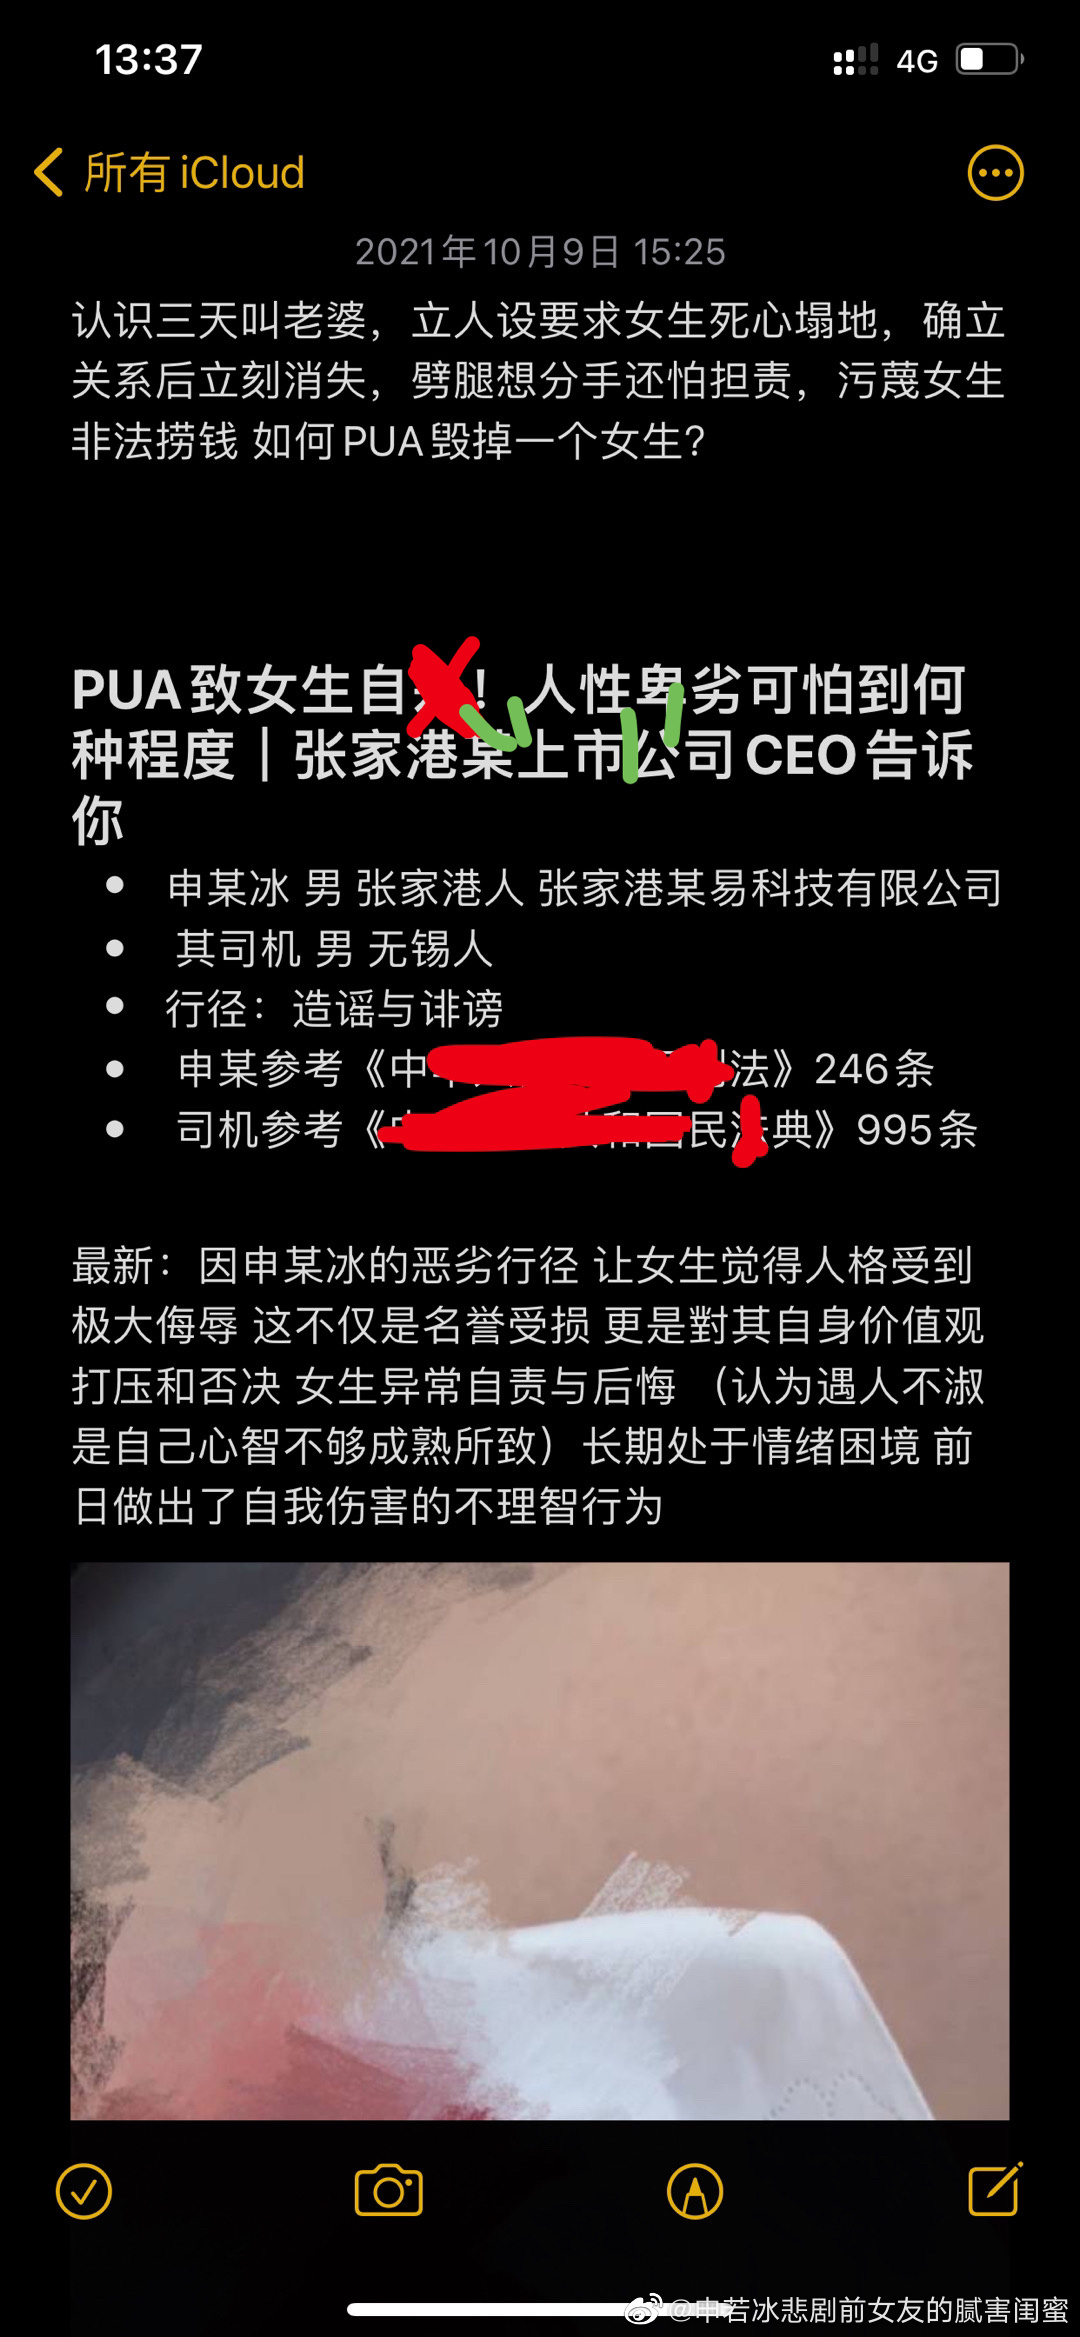 13:37
4G
所有 iCloud
2021年10月9日 15:25
认识三天叫老婆，立人设要求女生死心塌地，确立
关系后立刻消失，劈腿想分手还怕担责，污蔑女生
非法捞钱 如何PUA毁掉一个女生？
PUA致女生自！人性卑劣可怕到何
种程度｜张家港某上市公司CEO告诉
你
申某冰 男 张家港人 张家港某易科技有限公司
其司机 男 无锡人
行径：造谣与诽谤
申某参考《中法》246条
司机参考《和国民法典》995条
最新：因申某冰的恶劣行径 让女生觉得人格受到
极大侮辱 这不仅是名誉受损 更是對其自身价值观
打压和否决 女生异常自责与后悔 （认为遇人不淑
是自己心智不够成熟所致）长期处于情绪困境 前
日做出了自我伤害的不理智行为
@申若冰悲剧前女友的腻害闺蜜